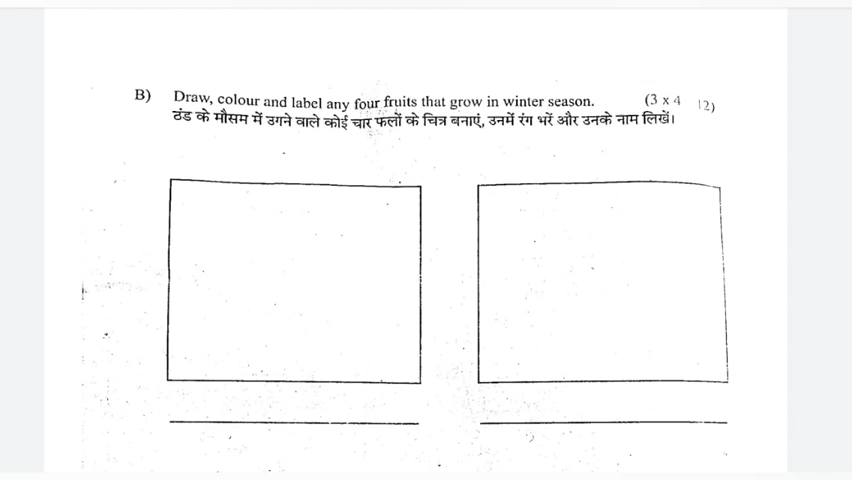 B) Draw, colour and label any four fruits that grow in winter season. (3 x 4 12)
ठंड के मौसम में उगने वाले कोई चार फलों के चित्र बनाएं, उनमें रंग भरें और उनके नाम लिखें।